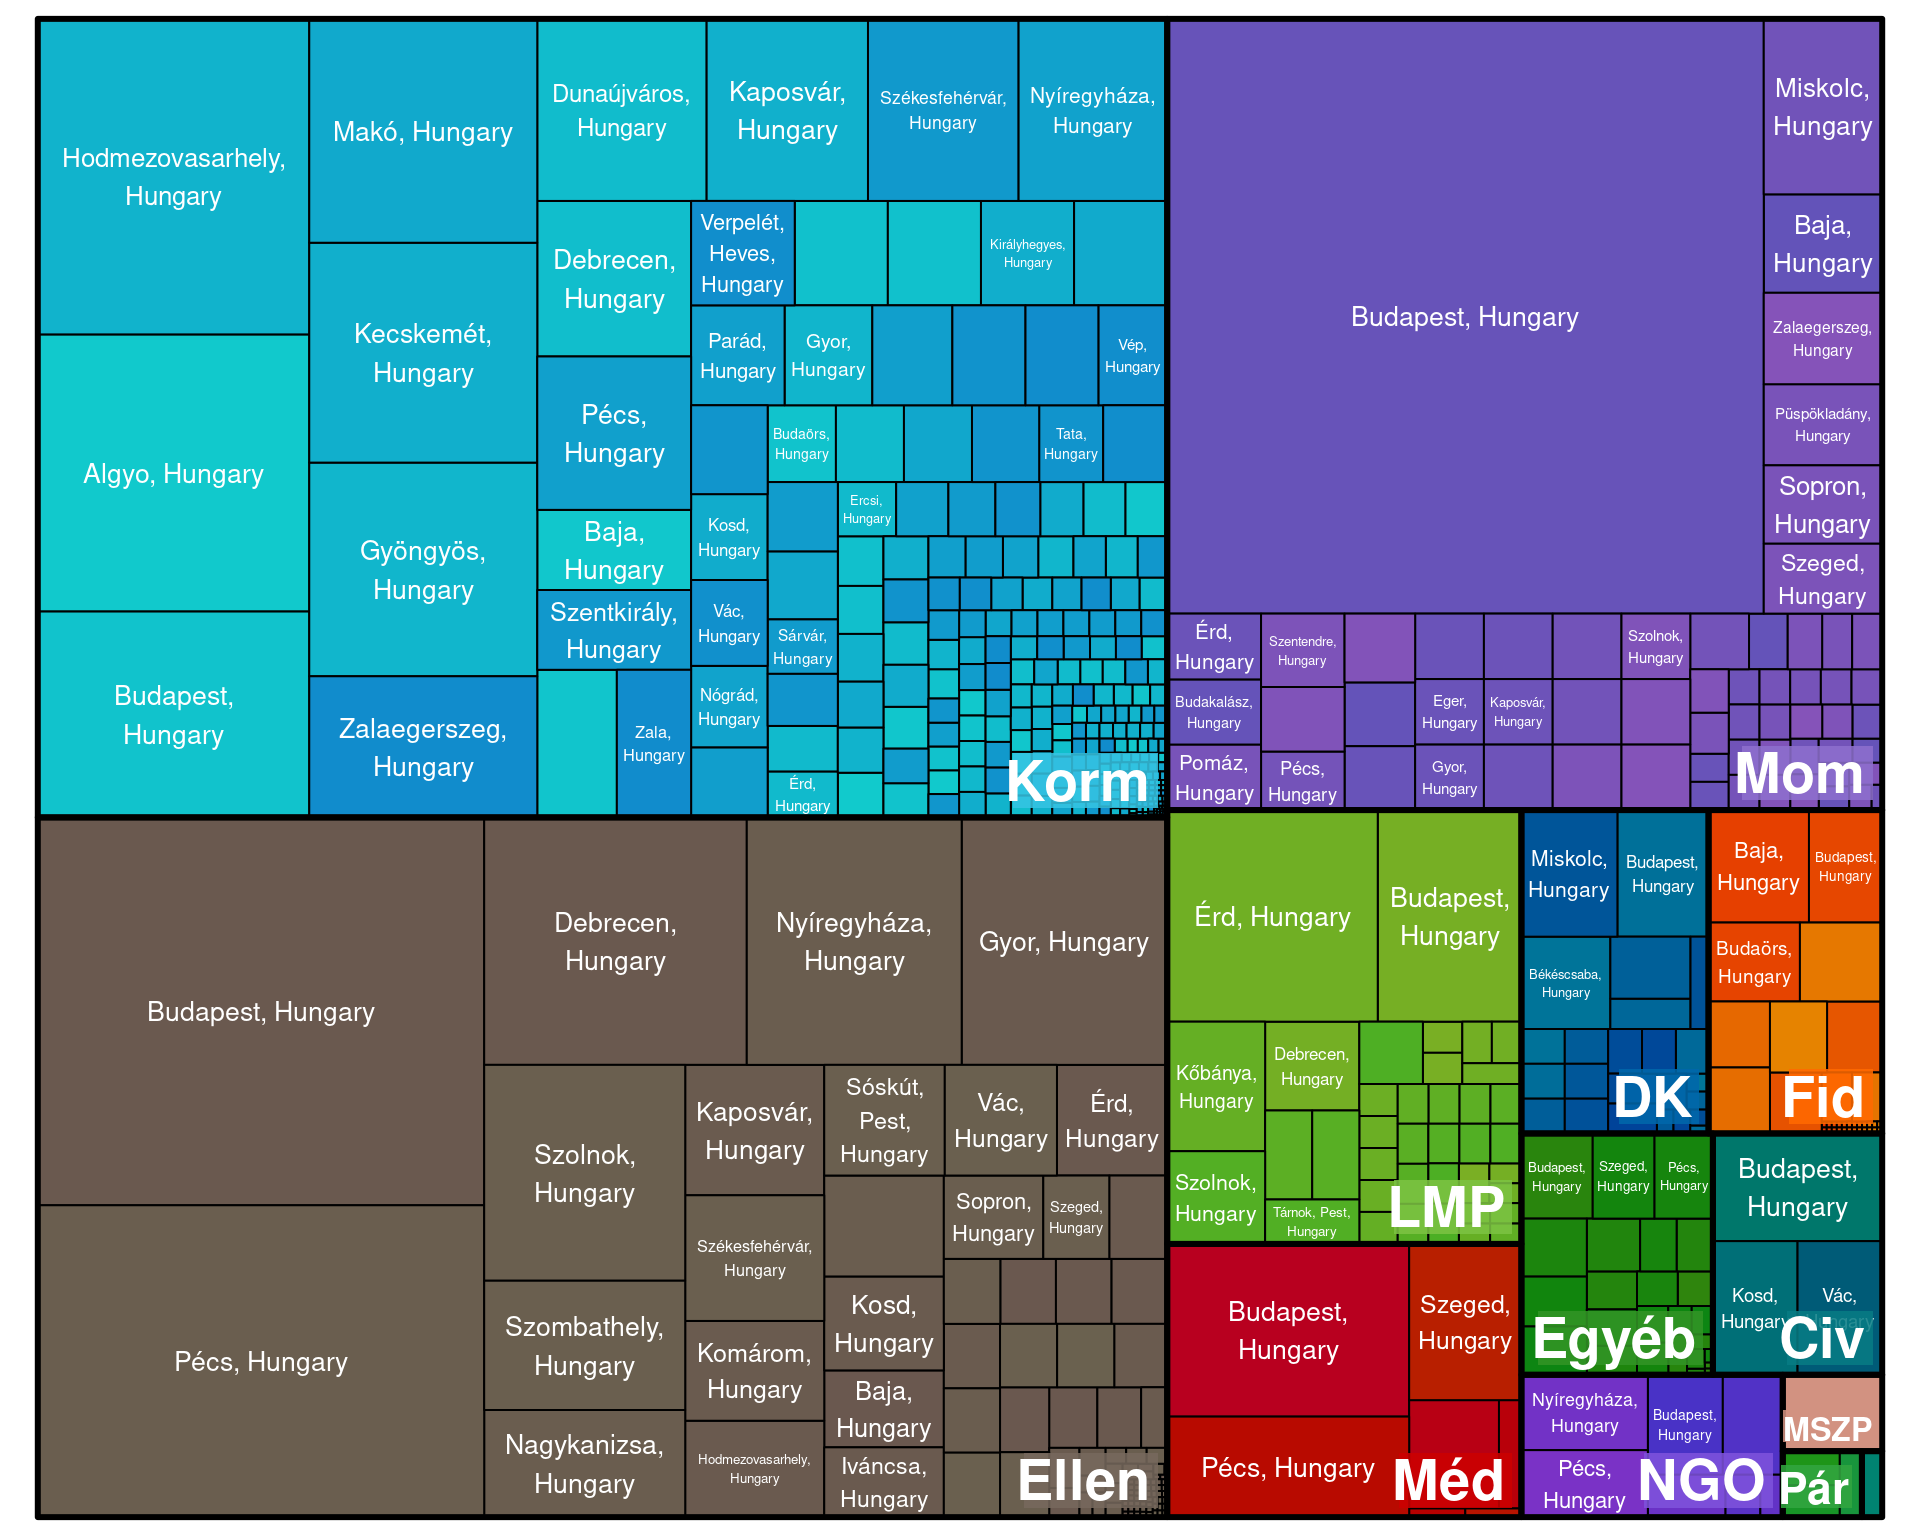 Hodmezovasarhely,
Hungary
Algyo, Hungary
Budapest,
Hungary
Makó, Hungary
Kecskemét,
Hungary
Gyöngyös,
Hungary
Zalaegerszeg,
Hungary
Dunaújváros,
Hungary
Kaposvár,
Hungary
Székesfehérvár,
Hungary
Nyíregyháza,
Hungary
Debrecen,
Hungary
Pécs,
Hungary
Baja,
Hungary
Szentkirály,
Hungary
Zala,
Hungary
Verpelét,
Heves,
Hungary
Királyhegyes,
Hungary
Parád,
Hungary
Gyor,
Hungary
Vép,
Hungary
Budaörs,
Hungary
Tata,
Hungary
Kosd,
Hungary
Ercsi,
Hungary
Vác,
Hungary
Sárvár,
Hungary
Nógrád,
Hungary
Érd,
Hungary
Korm
Budapest, Hungary
Miskolc,
Hungary
Baja,
Hungary
Zalaegerszeg,
Hungary
Püspökladány,
Hungary
Sopron,
Hungary
Szeged,
Hungary
Érd,
Hungary
Szentendre,
Hungary
Szolnok,
Hungary
Budakalász,
Hungary
Eger,
Hungary
Kaposvár,
Hungary
Pomáz,
Hungary
Pécs,
Hungary
Gyor,
Hungary
Mom
Budapest, Hungary
Pécs, Hungary
Debrecen,
Hungary
Nyíregyháza,
Hungary
Gyor, Hungary
Szolnok,
Hungary
Szombathely,
Hungary
Nagykanizsa,
Hungary
Kaposvár,
Hungary
Székesfehérvár,
Hungary
Komárom,
Hungary
Hodmezovasarhely,
Hungary
Sóskút,
Pest,
Hungary
Vác,
Hungary
Érd,
Hungary
Sopron,
Hungary
Szeged,
Hungary
Kosd,
Hungary
Baja,
Hungary
Iváncsa,
Hungary
Ellen
Érd, Hungary
Budapest,
Hungary
Kőbánya,
Hungary
Debrecen,
Hungary
Szolnok,
Hungary
Tárnok, Pest,
Hungary
LMP
Budapest,
Hungary
Szeged,
Hungary
Pécs, Hungary
Méd
Miskolc,
Hungary
Budapest,
Hungary
Békéscsaba,
Hungary
DK
Baja,
Hungary
Budapest,
Hungary
Budaörs,
Hungary
Fid
Budapest,
Hungary
Szeged,
Hungary
Pécs,
Hungary
Egyéb
Budapest,
Hungary
Kosd,
Hungary
Vác,
Hungary
Civ
Nyíregyháza,
Hungary
Budapest,
Hungary
Pécs,
Hungary
NGO
MSZP
Pár